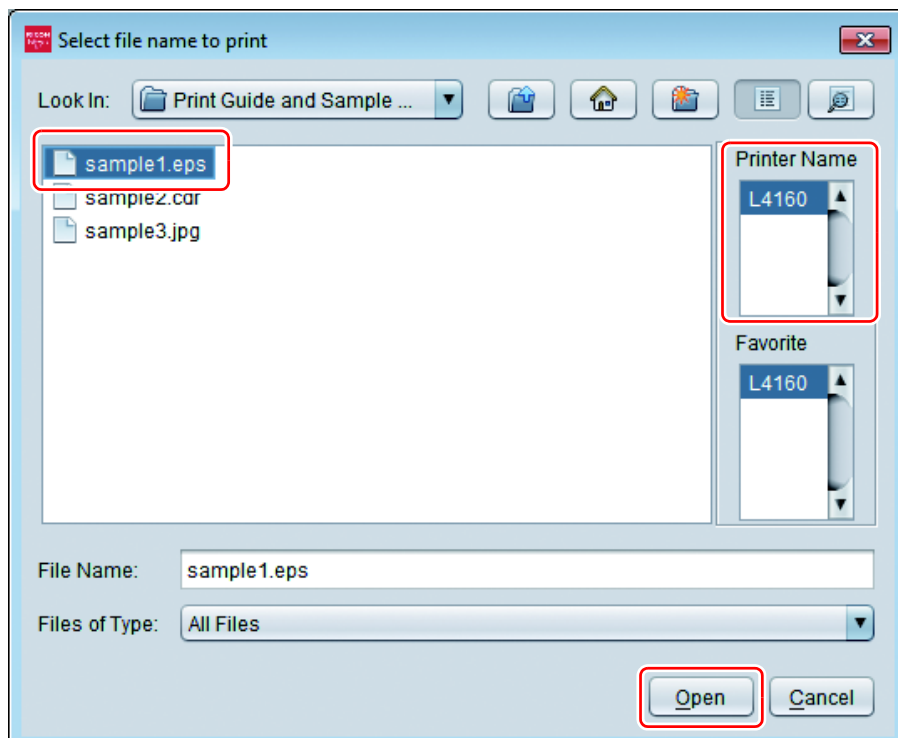 Select file name to print
Look In: Print Guide and Sample ...
sample1.eps
sample2.cdr
sample3.jpg
Printer Name
L4160
Favorite
L4160
File Name: sample1.eps
Files of Type: All Files
Open Cancel